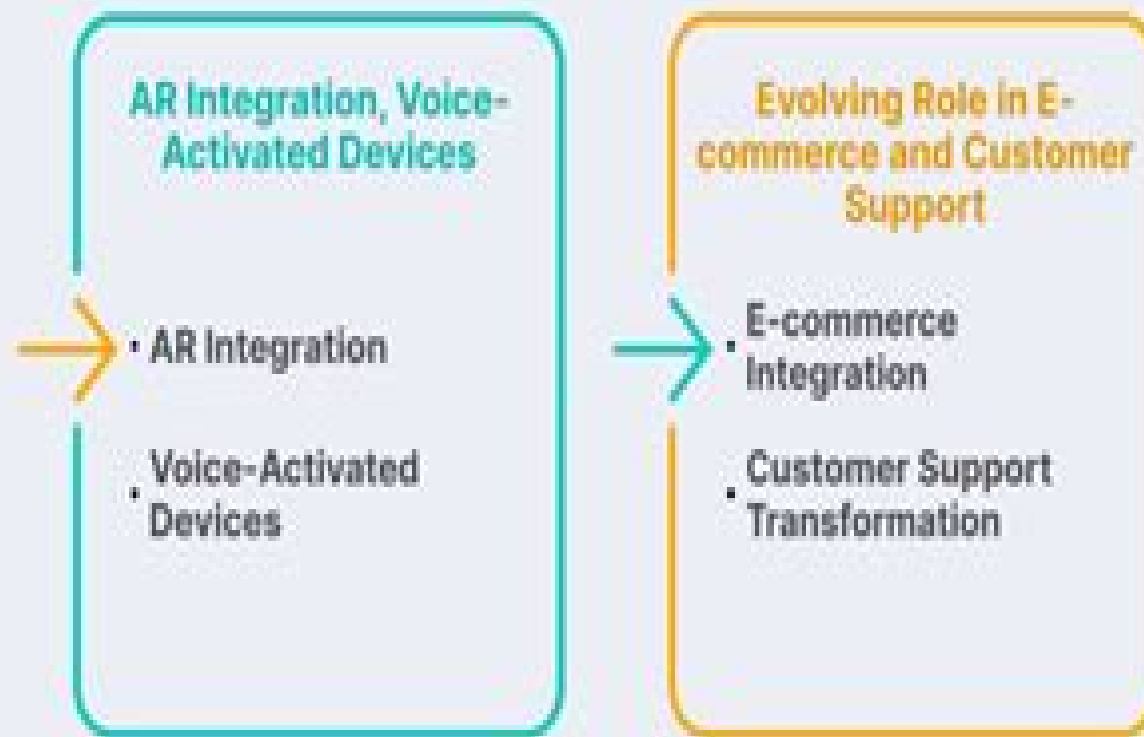 AR Integration, Voice-
Activated Devices
• AR Integration
• Voice-Activated
Devices
Evolving Role in E-
commerce and Customer
Support
• E-commerce
Integration
• Customer Support
Transformation